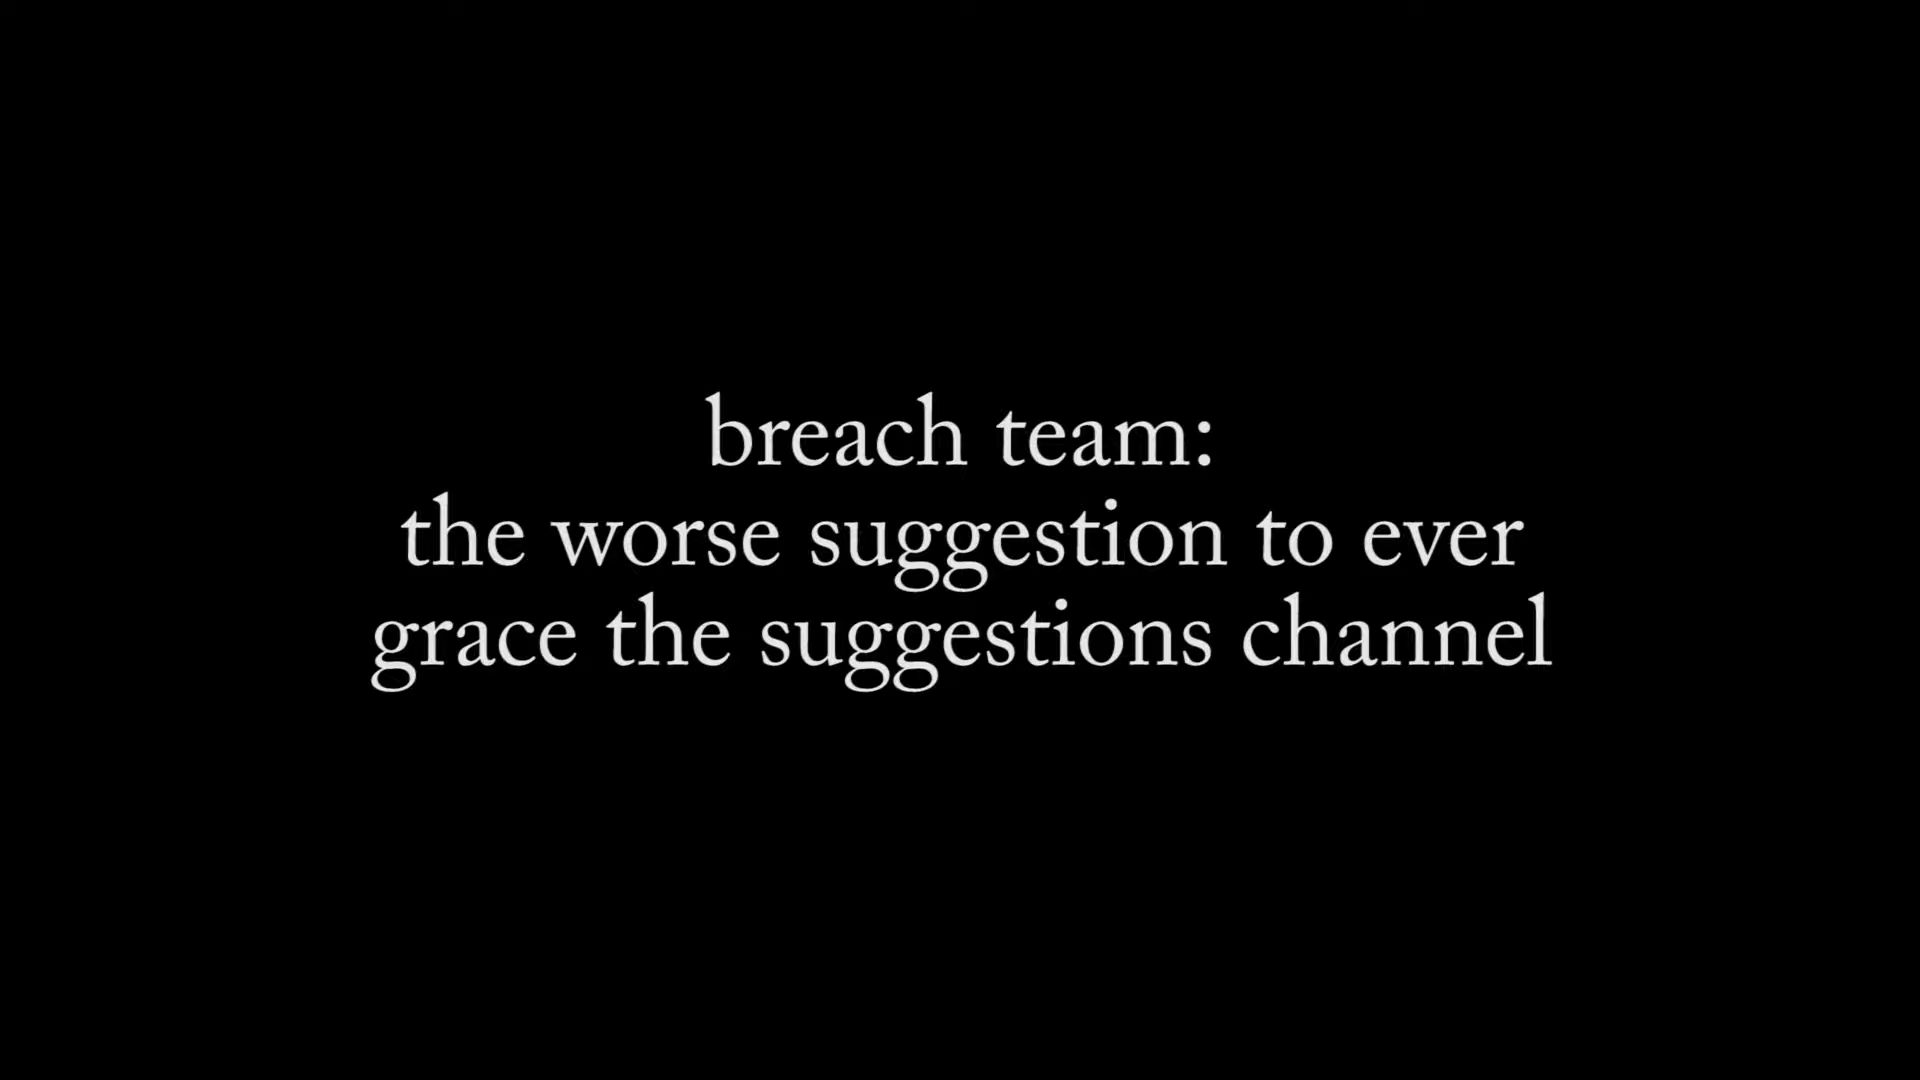 breach team:
the worse suggestion to ever
grace the suggestions channel